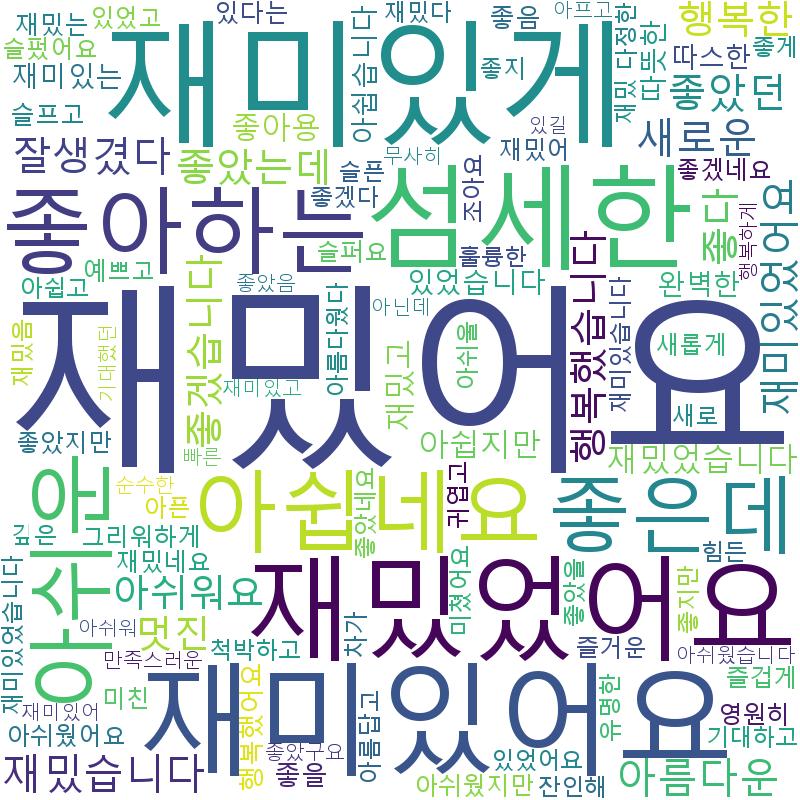 재밌는
있었고
있다는
재밌다
좋음
아프고
행복한
슬펐어요
재미있게
아쉽습니다
좋지
재밌
다정한
따듯한
따스한
좋게
재미있는
좋았던
슬프고
좋아용
있길
새로운
잘생겼다
좋았는데
슬픈
무사히
재밌어
좋겠네요
좋아하는
좋겠다
섬세한
조아요
좋다
행복하게
재미있었어요
슬퍼요
훌륭한
예쁘고
아쉽고
좋았음
있었습니다
완벽한
좋겠습니다
아름다웠다
아닌데
행복했습니다
재미있습니다
재밌어요
재밌음
기대했던
재미있고
재밌고
아쉬울
새롭게
새로
좋았지만
빠른
아쉽지만
재밌었습니다
아쉬운
순수한
아픈
아쉽네요
좋았네요
귀엽고
좋은데
깊은
그리워하게
힘든
재밌네요
재밌었어요
미쳤어요
좋았을
좋지만
재미있었습니다
아쉬워요
아쉬워
멋진
척박하고
차가
즐거운
아쉬웠습니다
만족스러운
미친
재미있어요
유명한
즐겁게
재미있어
행복했어요
아름답고
영원히
아쉬웠어요
좋았구요
기대하고
재밌습니다
좋을
있었어요
아쉬웠지만
잔인해
아름다운